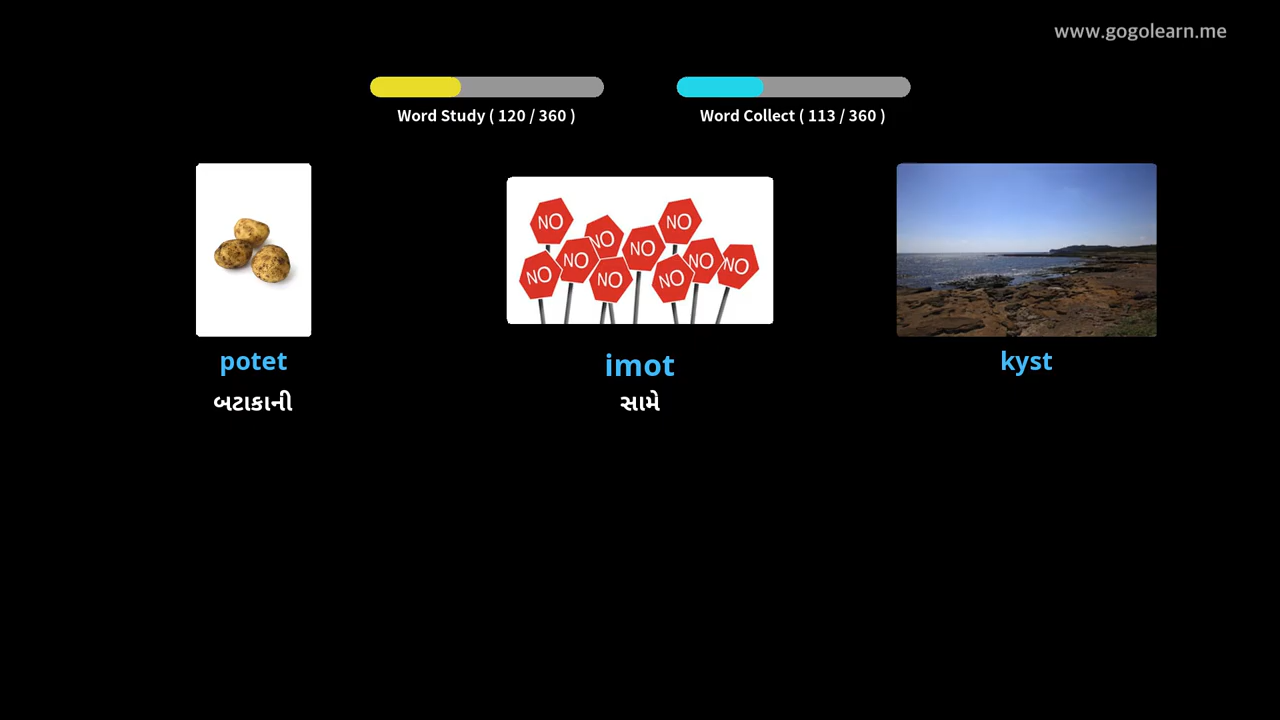 www.gogolearn.me
Word Study ( 120 / 360 )
Word Collect ( 113 / 360 )
NO
NO
NO
NO
NO
NO
NO
NO
NO
NO
potet
imot
kyst
બટાકાની
સામે